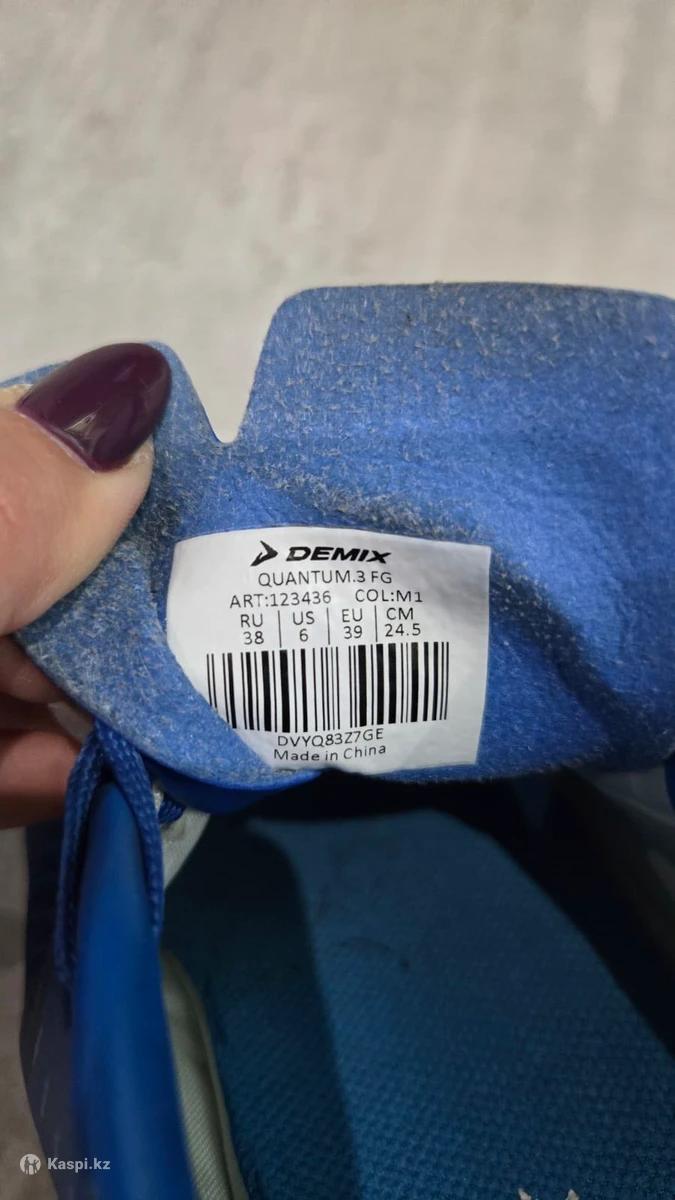 DEMIX
QUANTUM.3 FG
ART:123436 COL:M1
RU US EU CM
38 6 39 24.5
DVYQ83Z7GE
Made in China
Kaspi.kz